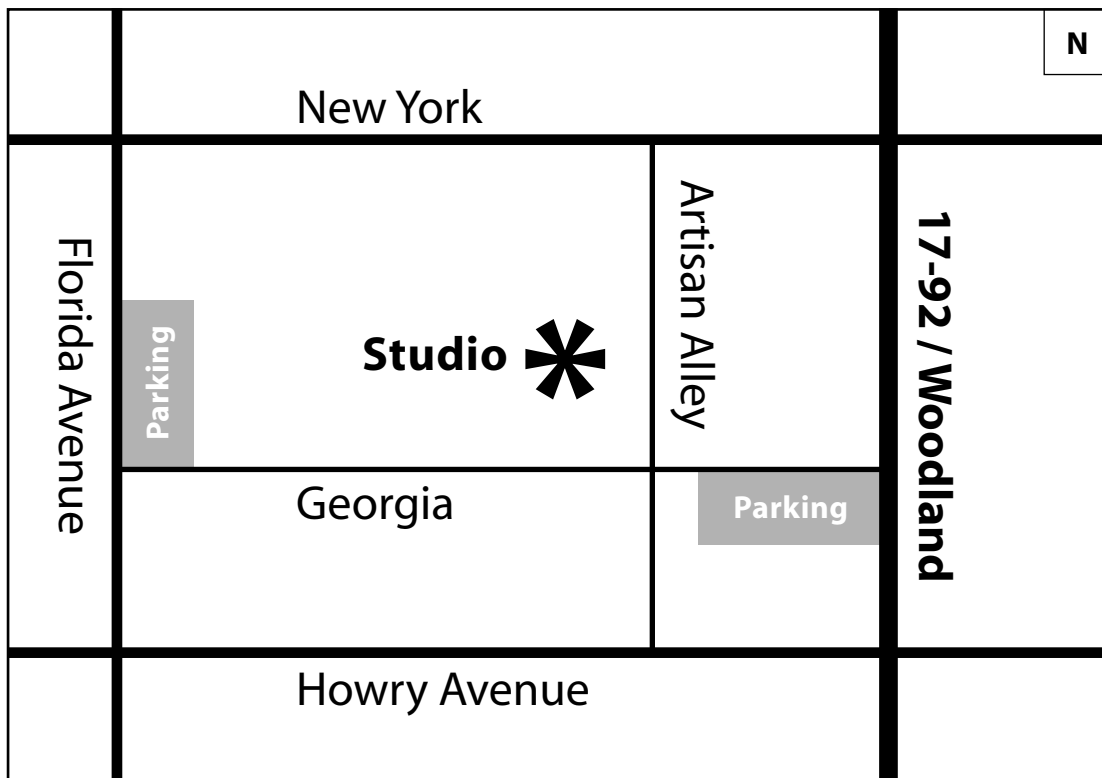 N
New York
Florida Avenue
Parking
Studio
Artisan Alley
17-92 / Woodland
Georgia
Parking
Howry Avenue